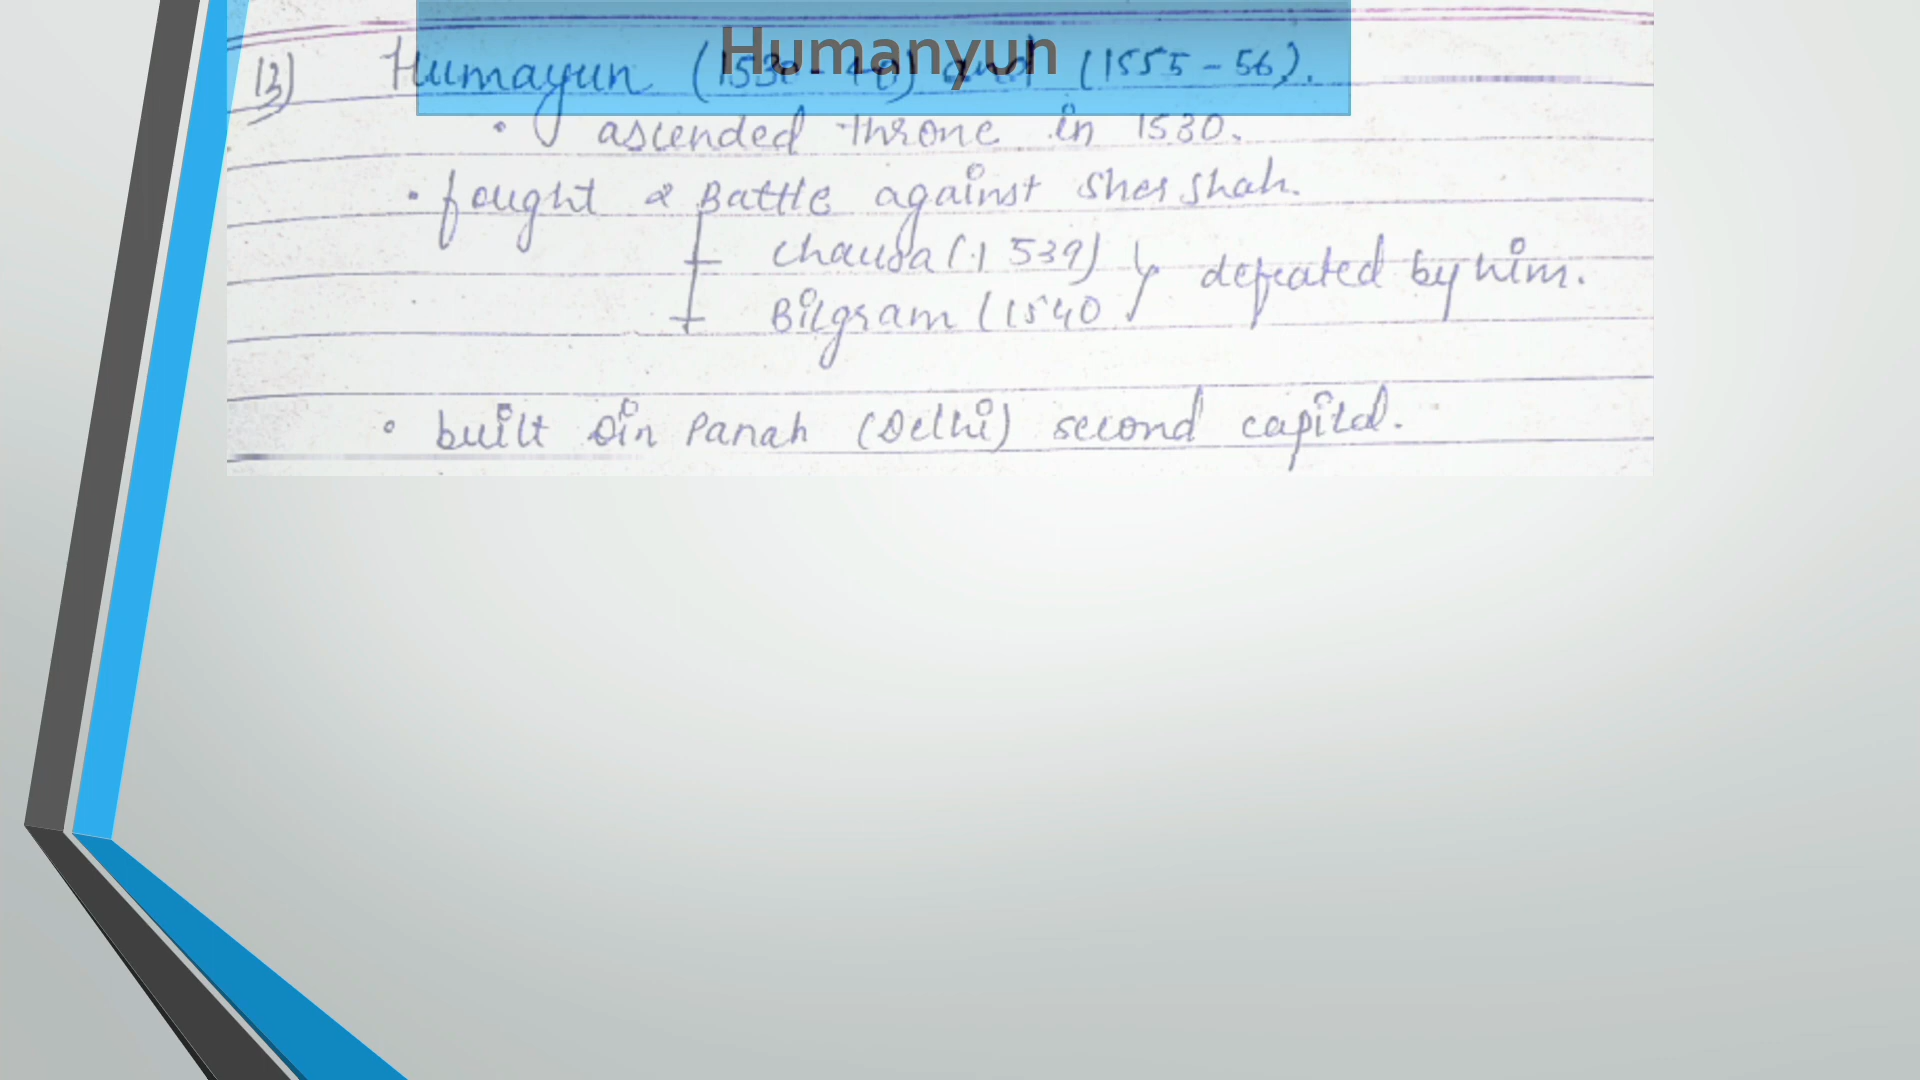 Humanyun
13) Humayun (1530-40) and (1555-56).
• ascended throne in 1530.
• fought 2 Battle against Sher Shah.
Chausa (1539)
Bilgram (1540
} defeated by him.
• built Din Panah (Delhi) second capital.